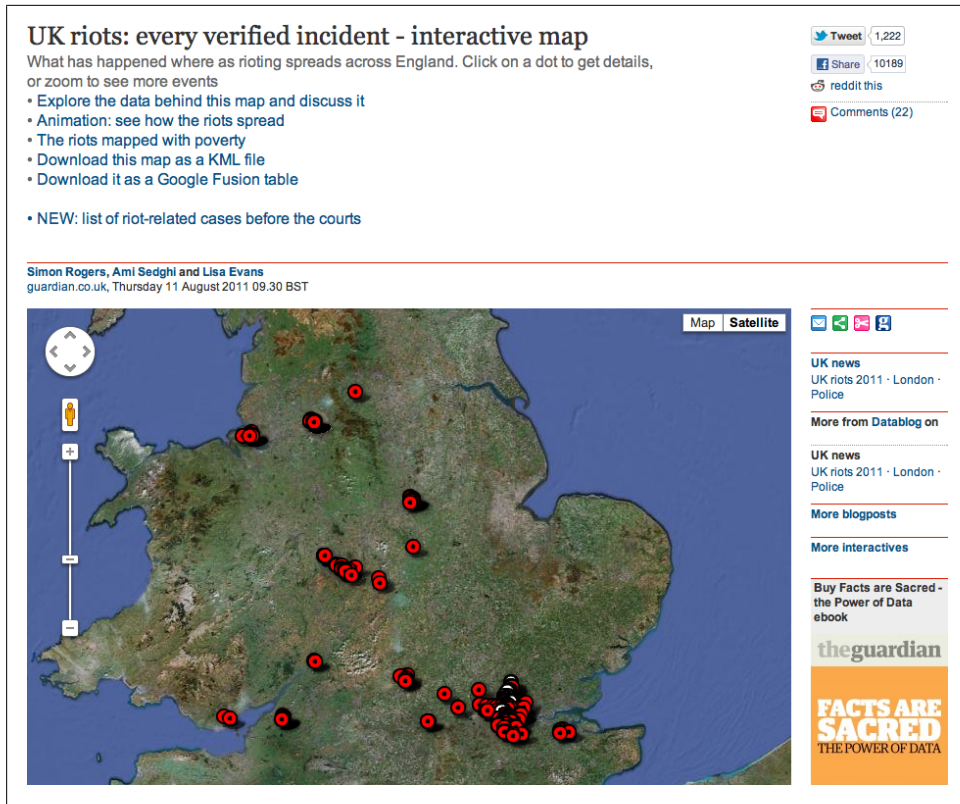 UK riots: every verified incident - interactive map
What has happened where as rioting spreads across England. Click on a dot to get details,
or zoom to see more events
• Explore the data behind this map and discuss it
• Animation: see how the riots spread
• The riots mapped with poverty
• Download this map as a KML file
• Download it as a Google Fusion table
• NEW: list of riot-related cases before the courts
Tweet 1,222
Share 10189
reddit this
Comments (22)
Simon Rogers, Ami Sedghi and Lisa Evans
guardian.co.uk, Thursday 11 August 2011 09.30 BST
Map Satellite
UK news
UK riots 2011 · London ·
Police
More from Datablog on
UK news
UK riots 2011 · London ·
Police
More blogposts
More interactives
Buy Facts are Sacred -
the Power of Data
ebook
theguardian
FACTS ARE
SACRED
THE POWER OF DATA